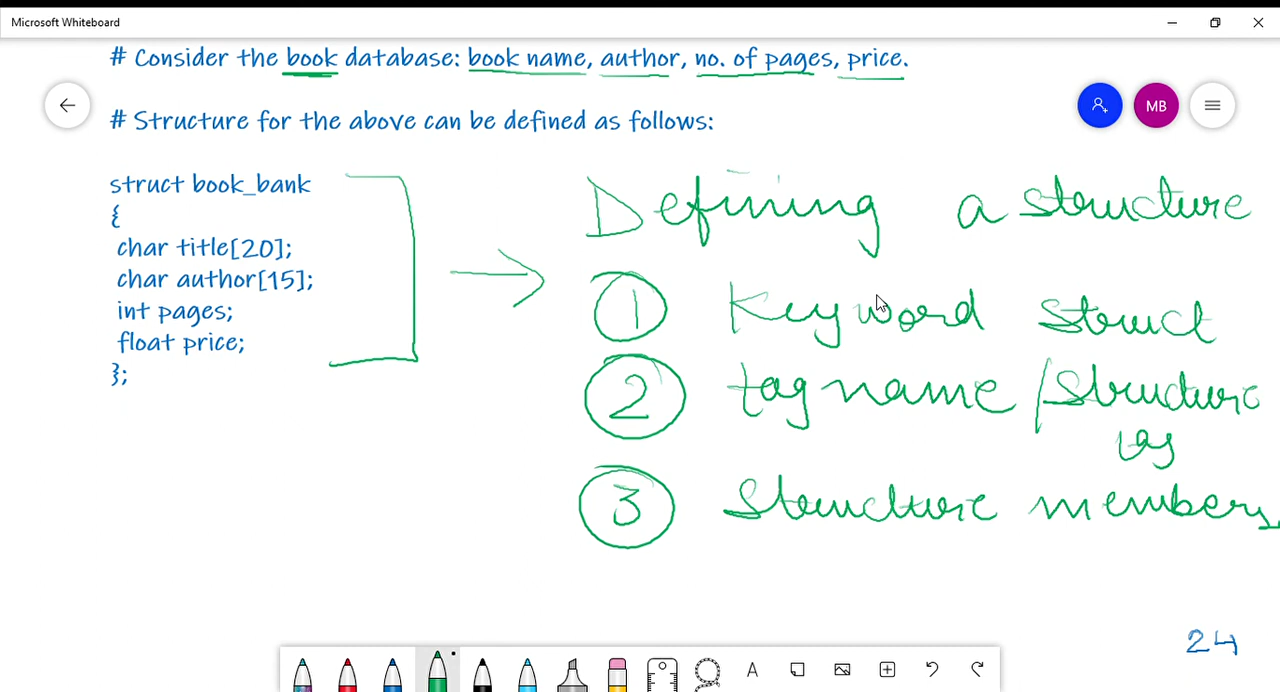 Microsoft Whiteboard
# Consider the book database: book name, author, no. of pages, price.
MB
# Structure for the above can be defined as follows:
struct book_bank
{
char title[20];
char author[15];
int pages;
float price;
};
Defining a structure
1 Keyword struct
2 tag name / structure
tag
3 structure members
24
A